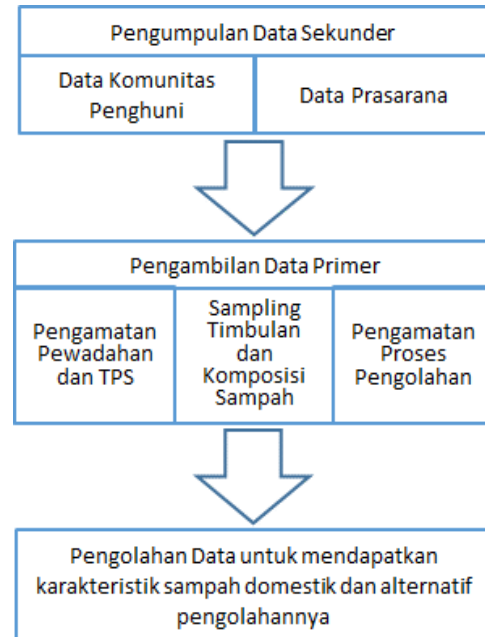 Pengumpulan Data Sekunder
Data Komunitas
Penghuni
Data Prasarana
Pengambilan Data Primer
Pengamatan
Pewadahan
dan TPS
Sampling
Timbulan
dan
Komposisi
Sampah
Pengamatan
Proses
Pengolahan
Pengolahan Data untuk mendapatkan
karakteristik sampah domestik dan alternatif
pengolahannya